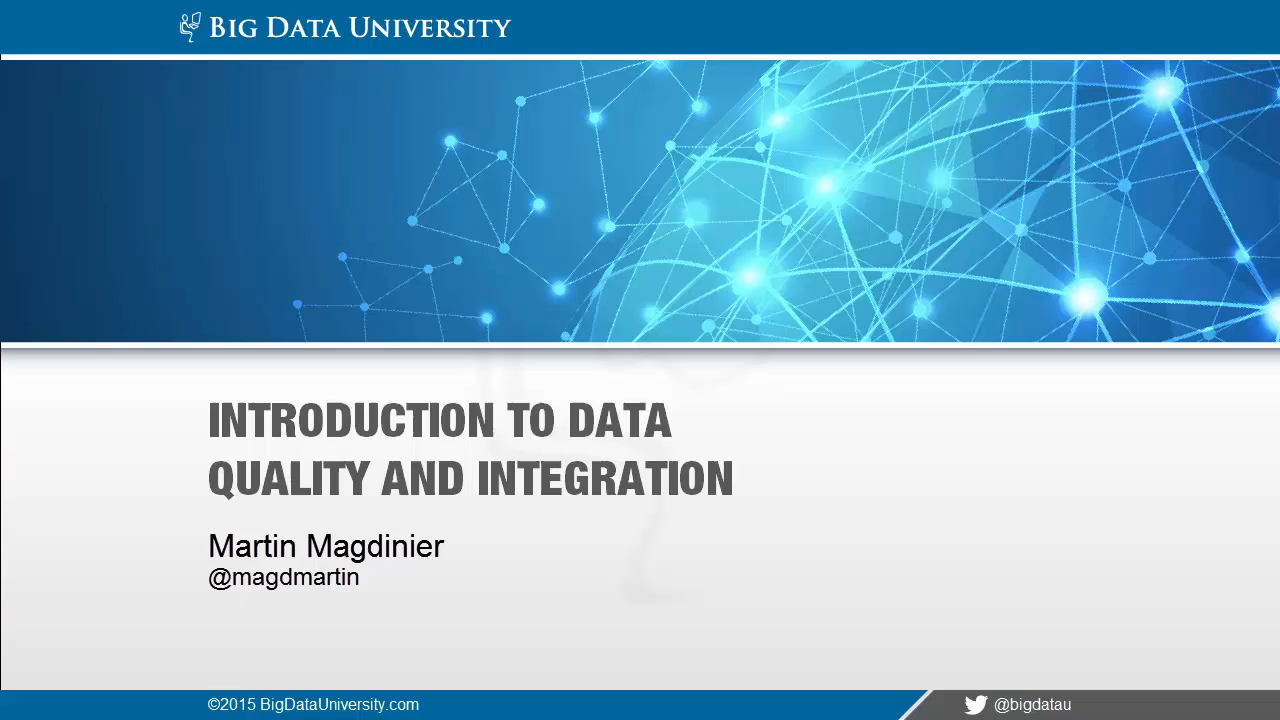 BIG DATA UNIVERSITY
INTRODUCTION TO DATA
QUALITY AND INTEGRATION
Martin Magdinier
@magdmartin
©2015 BigDataUniversity.com
@bigdatau